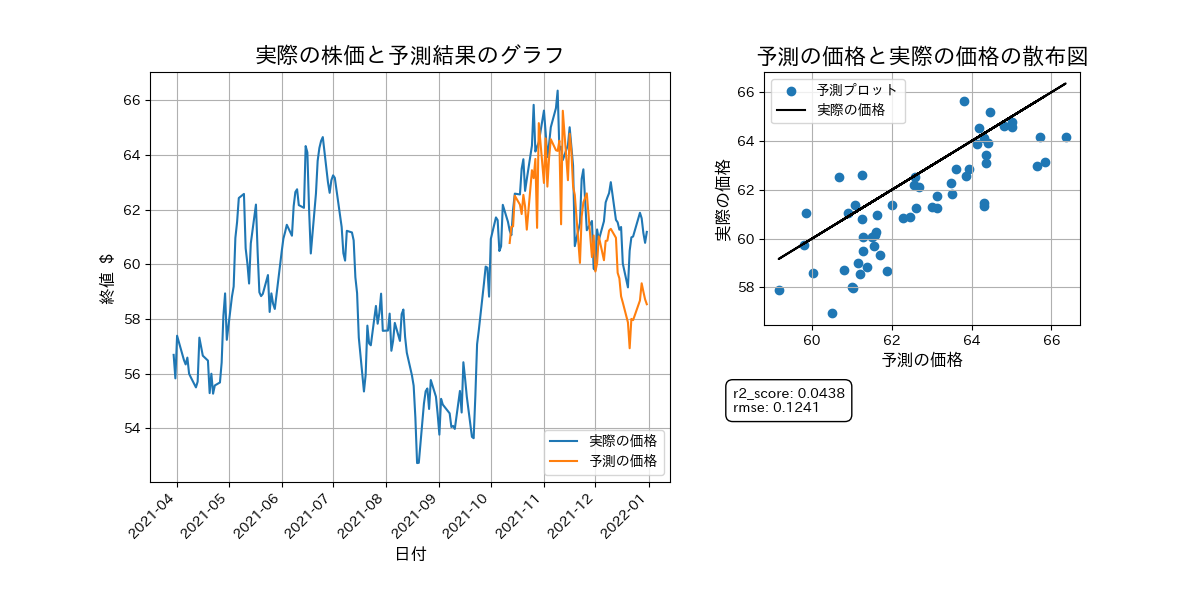 実際の株価と予測結果のグラフ
終値 $
66
64
62
60
58
56
54
2021-04
2021-05
2021-06
2021-07
2021-08
2021-09
2021-10
2021-11
2021-12
2022-01
日付
実際の価格
予測の価格
予測の価格と実際の価格の散布図
予測プロット
実際の価格
実際の価格
66
64
62
60
58
60
62
64
66
予測の価格
r2_score: 0.0438
rmse: 0.1241